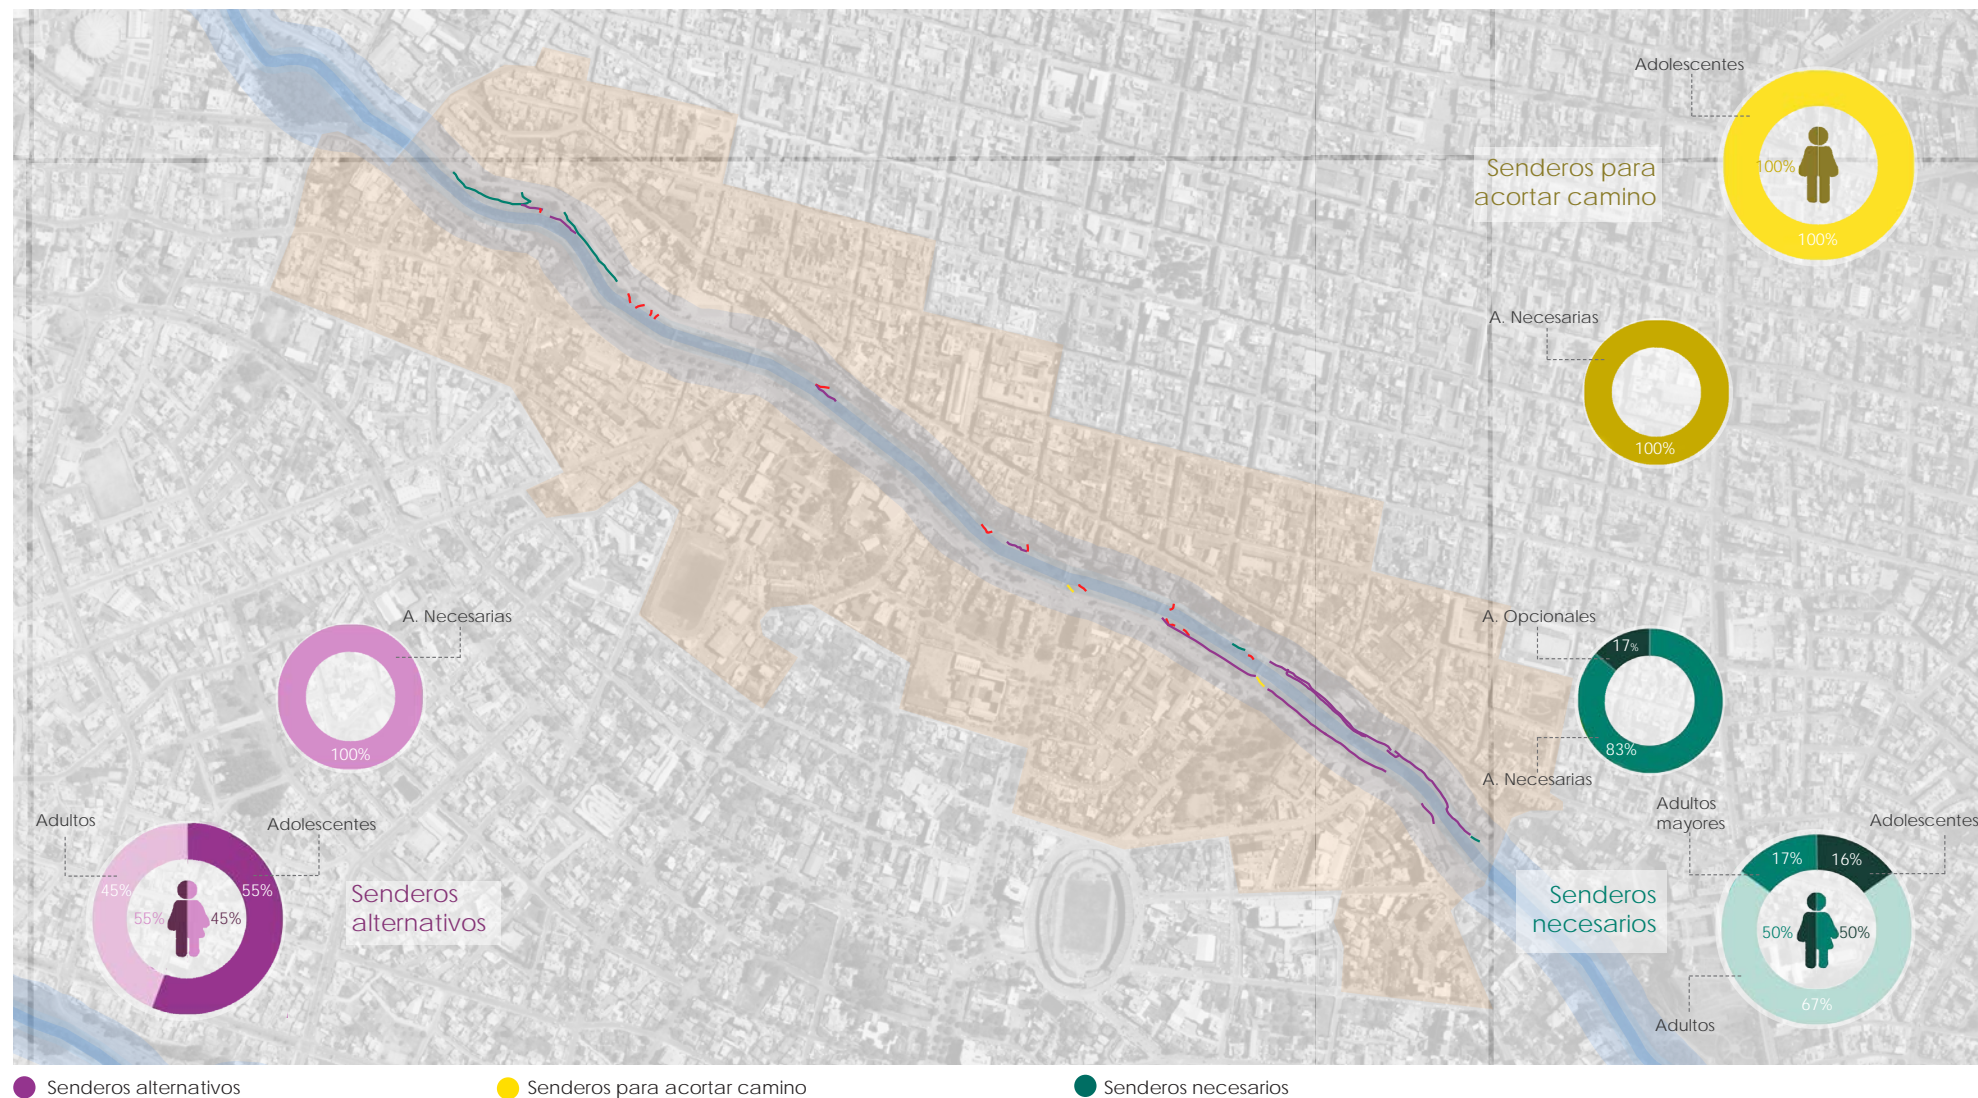 Adolescentes
Senderos para
acortar camino
100%
100%
A. Necesarias
100%
A. Necesarias
100%
A. Opcionales
17%
83%
A. Necesarias
Adultos
Adolescentes
45%
55%
55%
45%
Senderos
alternativos
Adultos
mayores
Adolescentes
17%
16%
50%
50%
67%
Adultos
Senderos
necesarios
Senderos alternativos
Senderos para acortar camino
Senderos necesarios